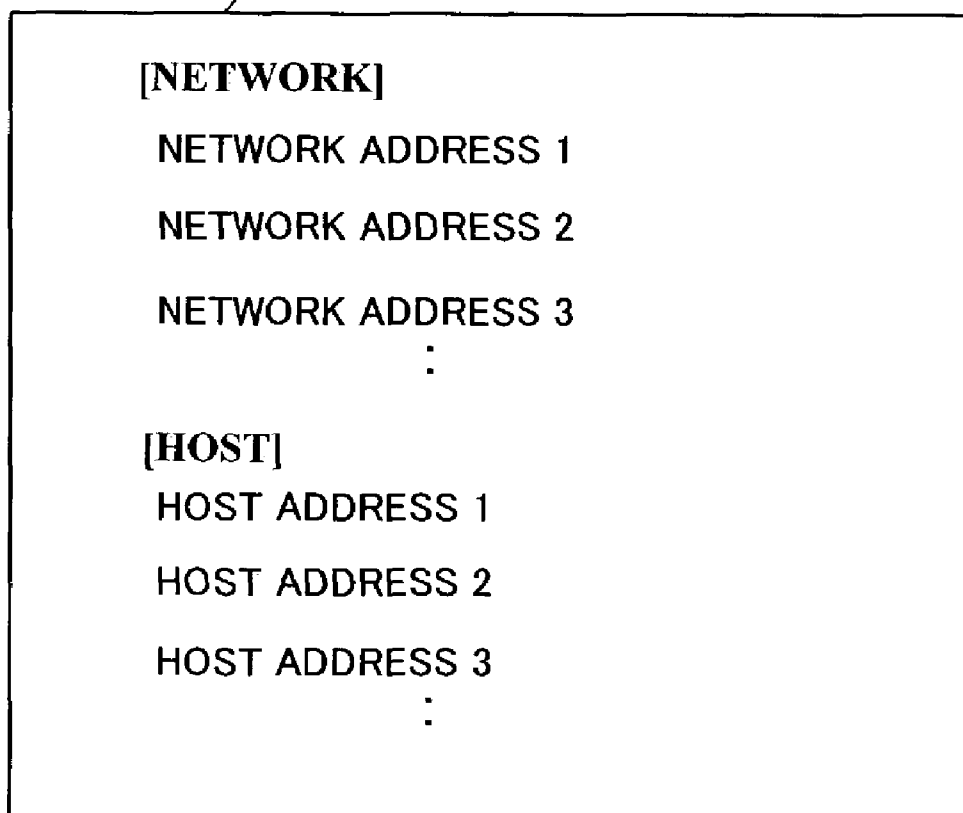 [NETWORK]
NETWORK ADDRESS 1
NETWORK ADDRESS 2
NETWORK ADDRESS 3
:
[HOST]
HOST ADDRESS 1
HOST ADDRESS 2
HOST ADDRESS 3
: